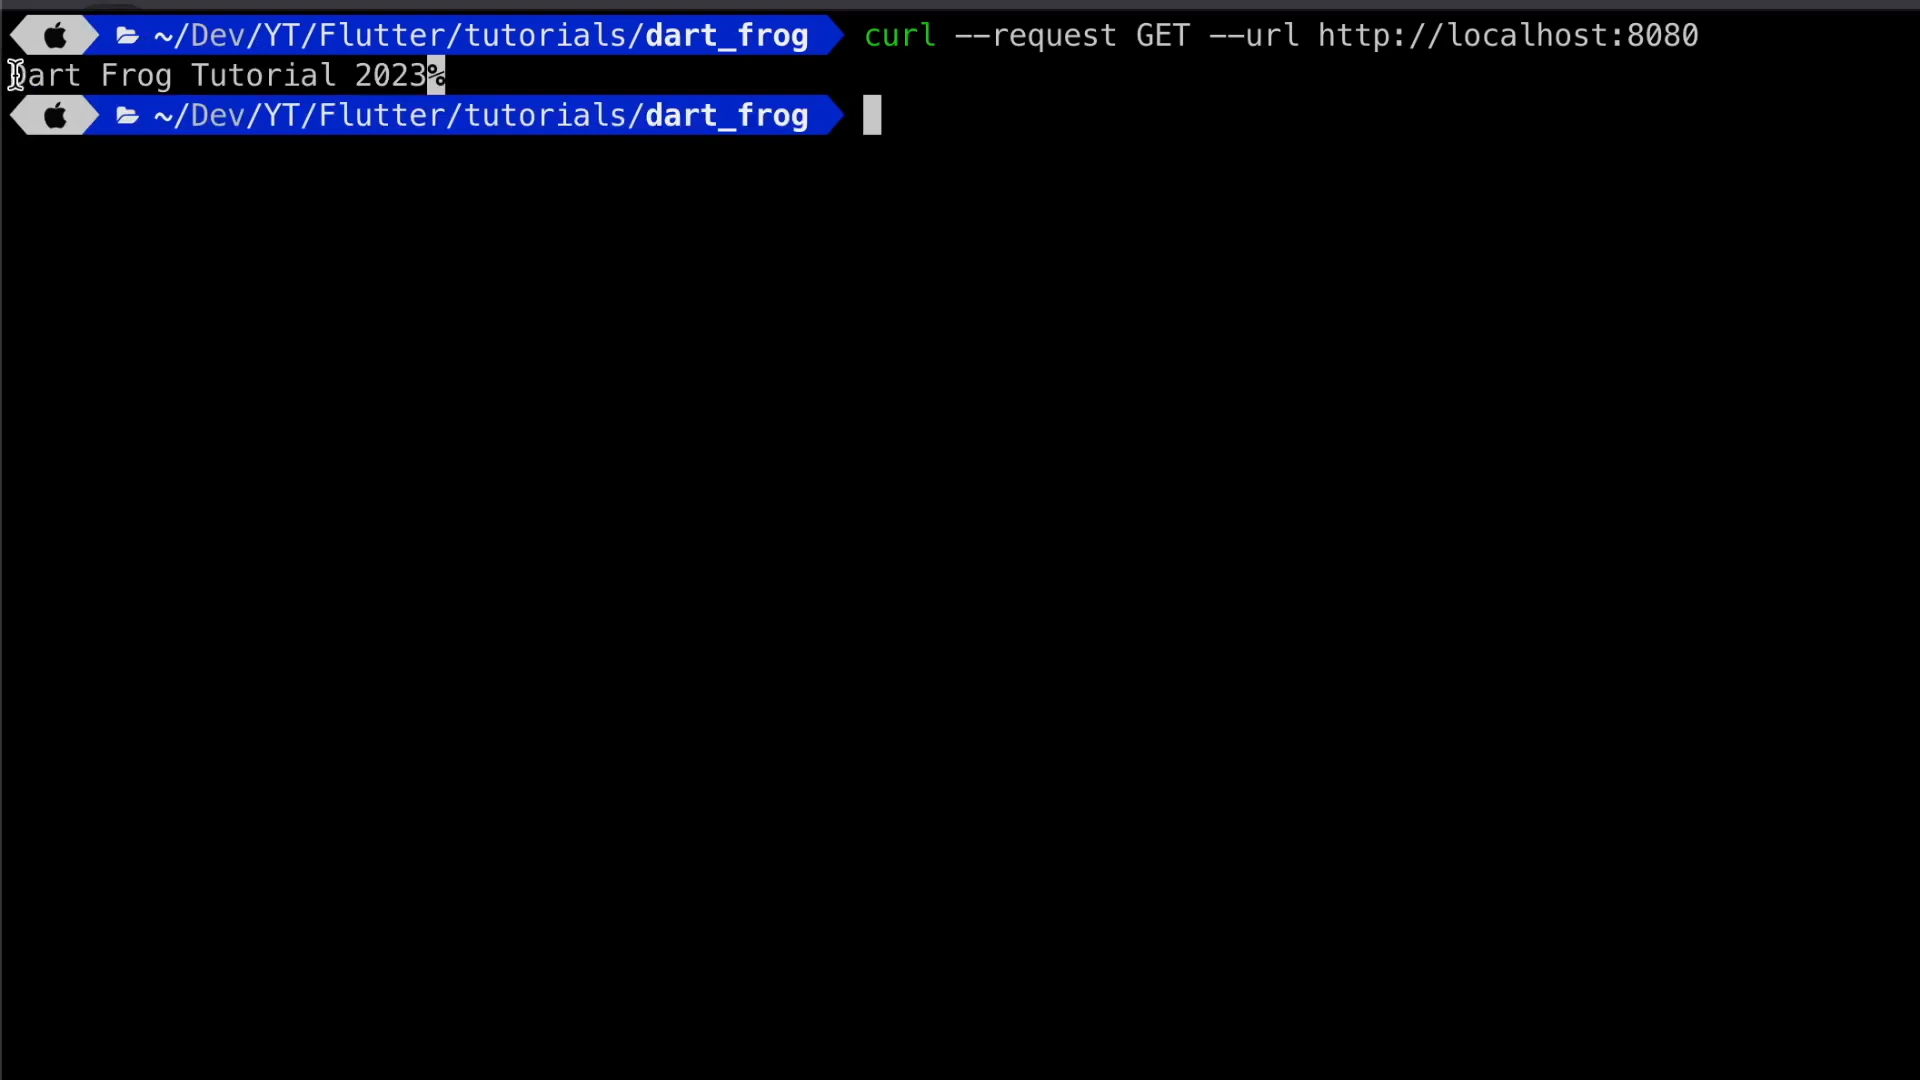 ~/Dev/YT/Flutter/tutorials/dart_frog curl --request GET --url http://localhost:8080
Dart Frog Tutorial 2023%
~/Dev/YT/Flutter/tutorials/dart_frog